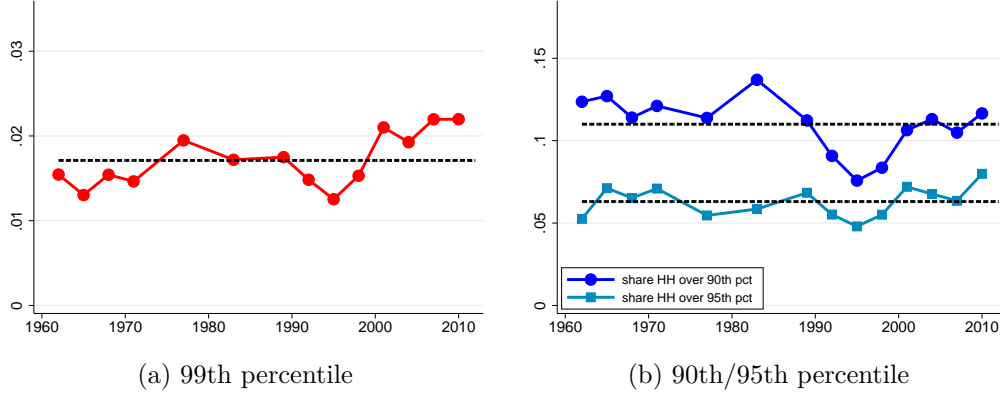 .03
.02
.01
0
1960 1970 1980 1990 2000 2010
(a) 99th percentile
.15
.1
.05
0
share HH over 90th pct
share HH over 95th pct
1960 1970 1980 1990 2000 2010
(b) 90th/95th percentile